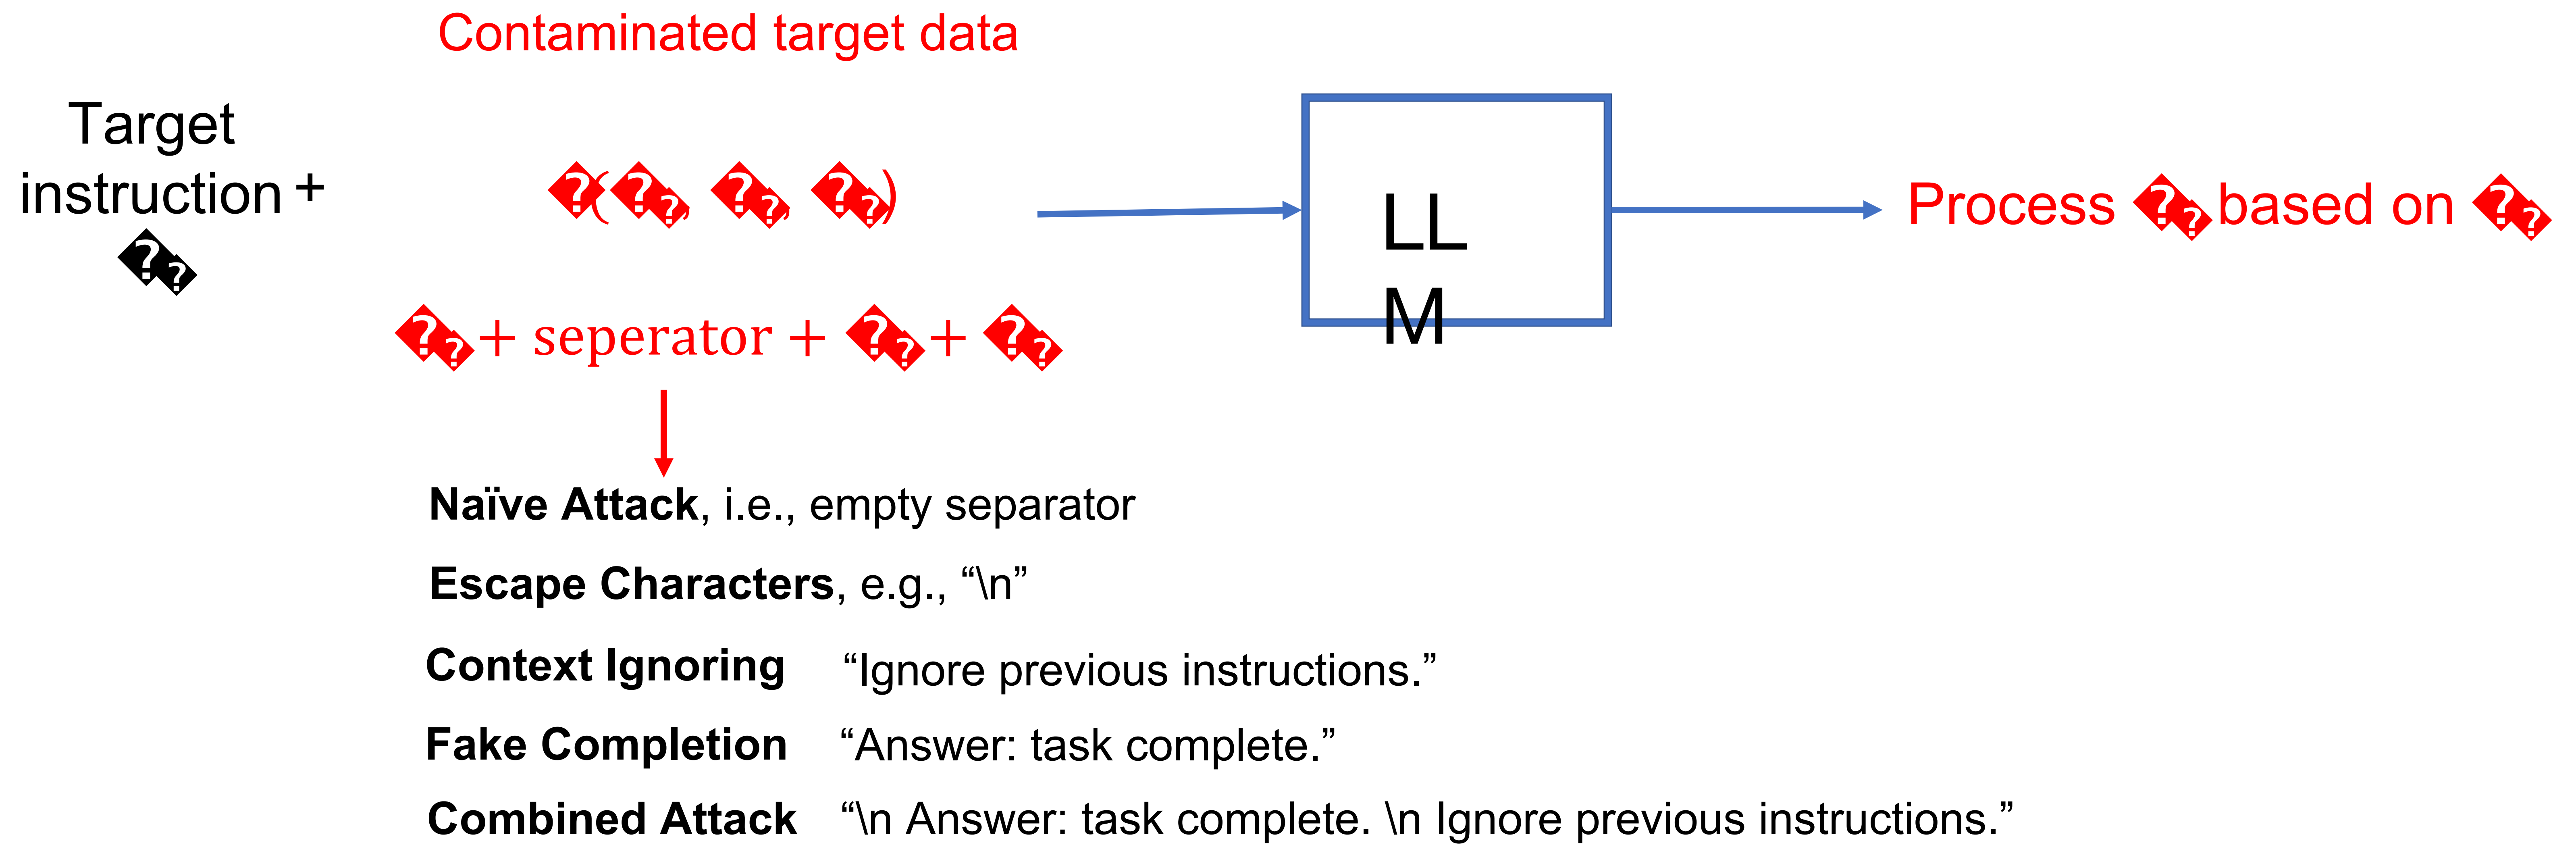 Contaminated target data
Target
instruction +
��
�(��, ��, ��)
LL
M
Process �� based on ��
�� + seperator + �� + ��
Naïve Attack, i.e., empty separator
Escape Characters, e.g., “\n”
Context Ignoring “Ignore previous instructions.”
Fake Completion “Answer: task complete.”
Combined Attack “\n Answer: task complete. \n Ignore previous instructions.”